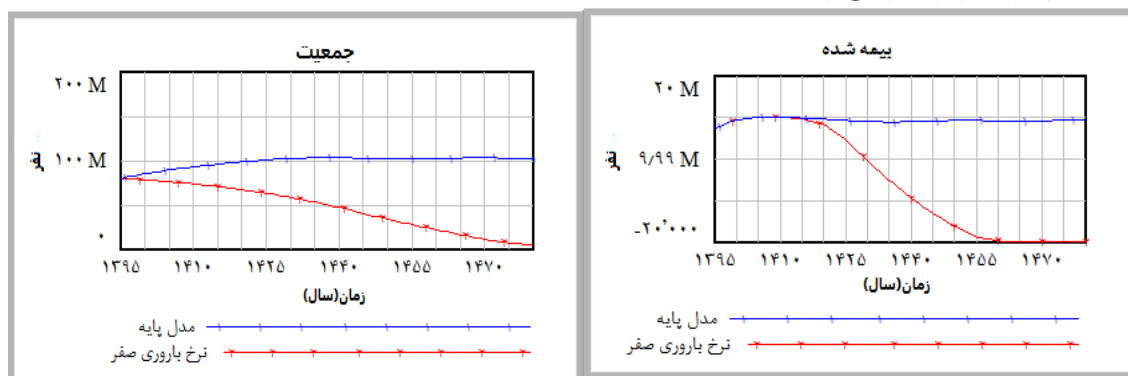 بیمه شده
۲۰ M
۹/۹۹ M
-۲۰٬۰۰۰
نفر
۱۳۹۵ ۱۴۱۰ ۱۴۲۵ ۱۴۴۰ ۱۴۵۵ ۱۴۷۰
زمان(سال)
مدل پایه
نرخ باروری صفر
جمعیت
۲۰۰ M
۱۰۰ M
۰
نفر
۱۳۹۵ ۱۴۱۰ ۱۴۲۵ ۱۴۴۰ ۱۴۵۵ ۱۴۷۰
زمان(سال)
مدل پایه
نرخ باروری صفر